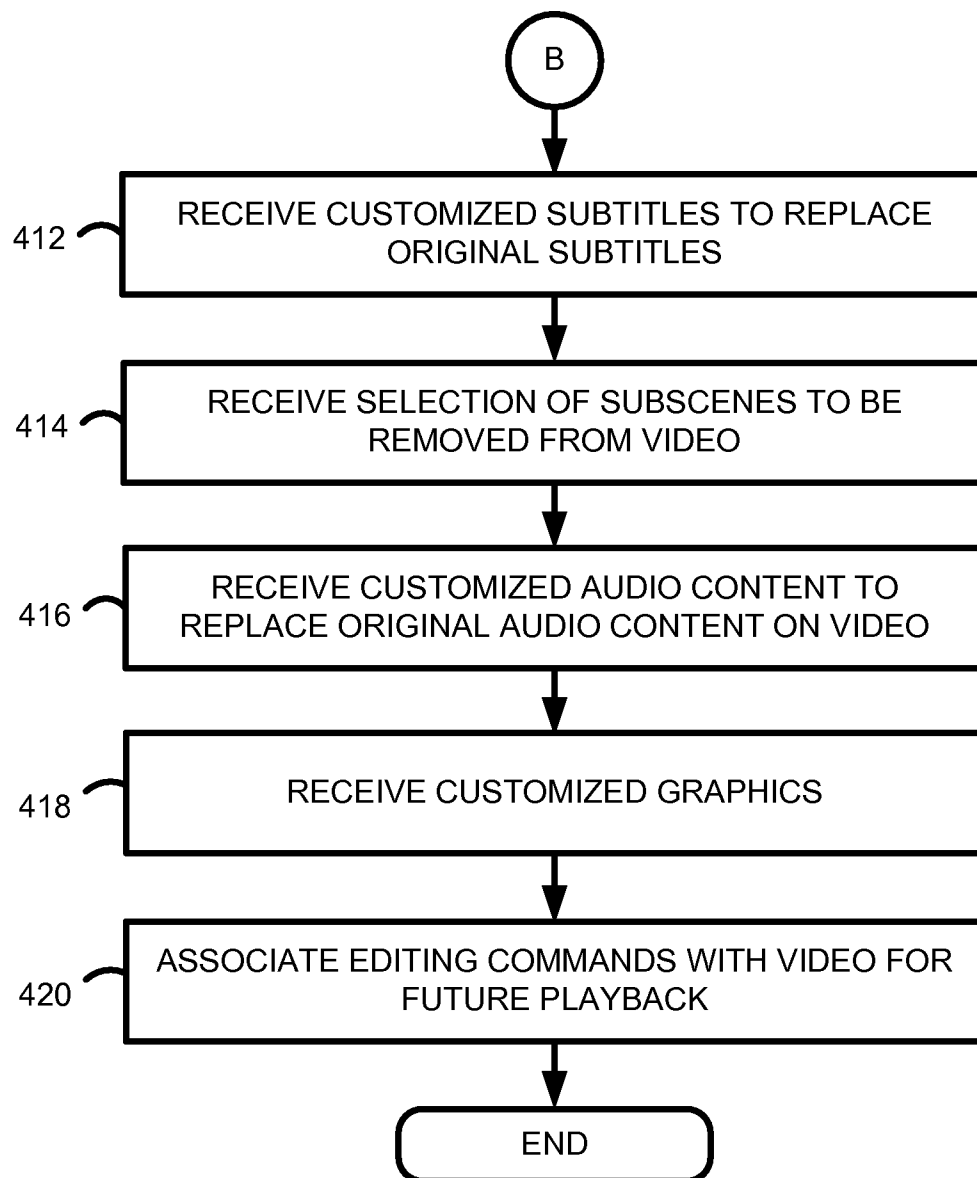 B
412
RECEIVE CUSTOMIZED SUBTITLES TO REPLACE
ORIGINAL SUBTITLES
414
RECEIVE SELECTION OF SUBSCENES TO BE
REMOVED FROM VIDEO
416
RECEIVE CUSTOMIZED AUDIO CONTENT TO
REPLACE ORIGINAL AUDIO CONTENT ON VIDEO
418
RECEIVE CUSTOMIZED GRAPHICS
420
ASSOCIATE EDITING COMMANDS WITH VIDEO FOR
FUTURE PLAYBACK
END